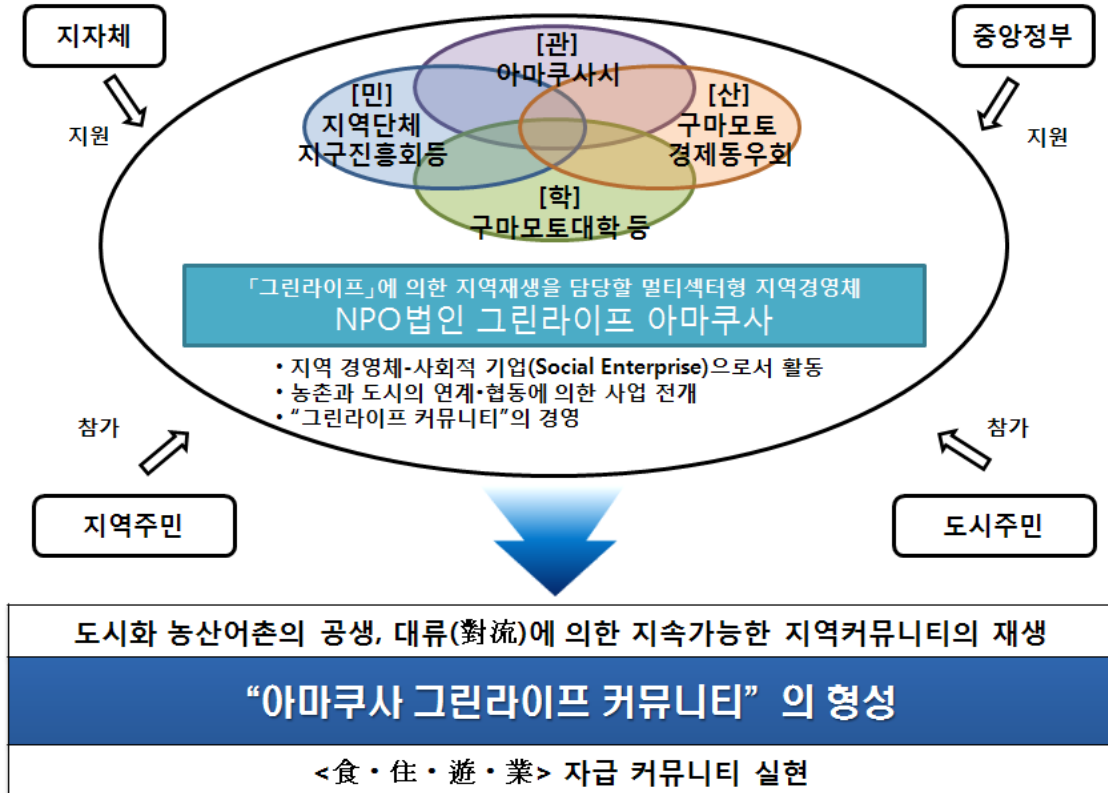 지자체
중앙정부
[관]
아마쿠사시
[민]
지역단체
지구진흥회등
[산]
구마모토
경제동우회
지원
지원
[학]
구마모토대학 등
「그린라이프」에 의한 지역재생을 담당할 멀티섹터형 지역경영체
NPO법인 그린라이프 아마쿠사
• 지역 경영체-사회적 기업(Social Enterprise)으로서 활동
• 농촌과 도시의 연계•협동에 의한 사업 전개
• “그린라이프 커뮤니티”의 경영
참가
참가
지역주민
도시주민
도시화 농산어촌의 공생, 대류(對流)에 의한 지속가능한 지역커뮤니티의 재생
“아마쿠사 그린라이프 커뮤니티” 의 형성
<食・住・遊・業> 자급 커뮤니티 실현